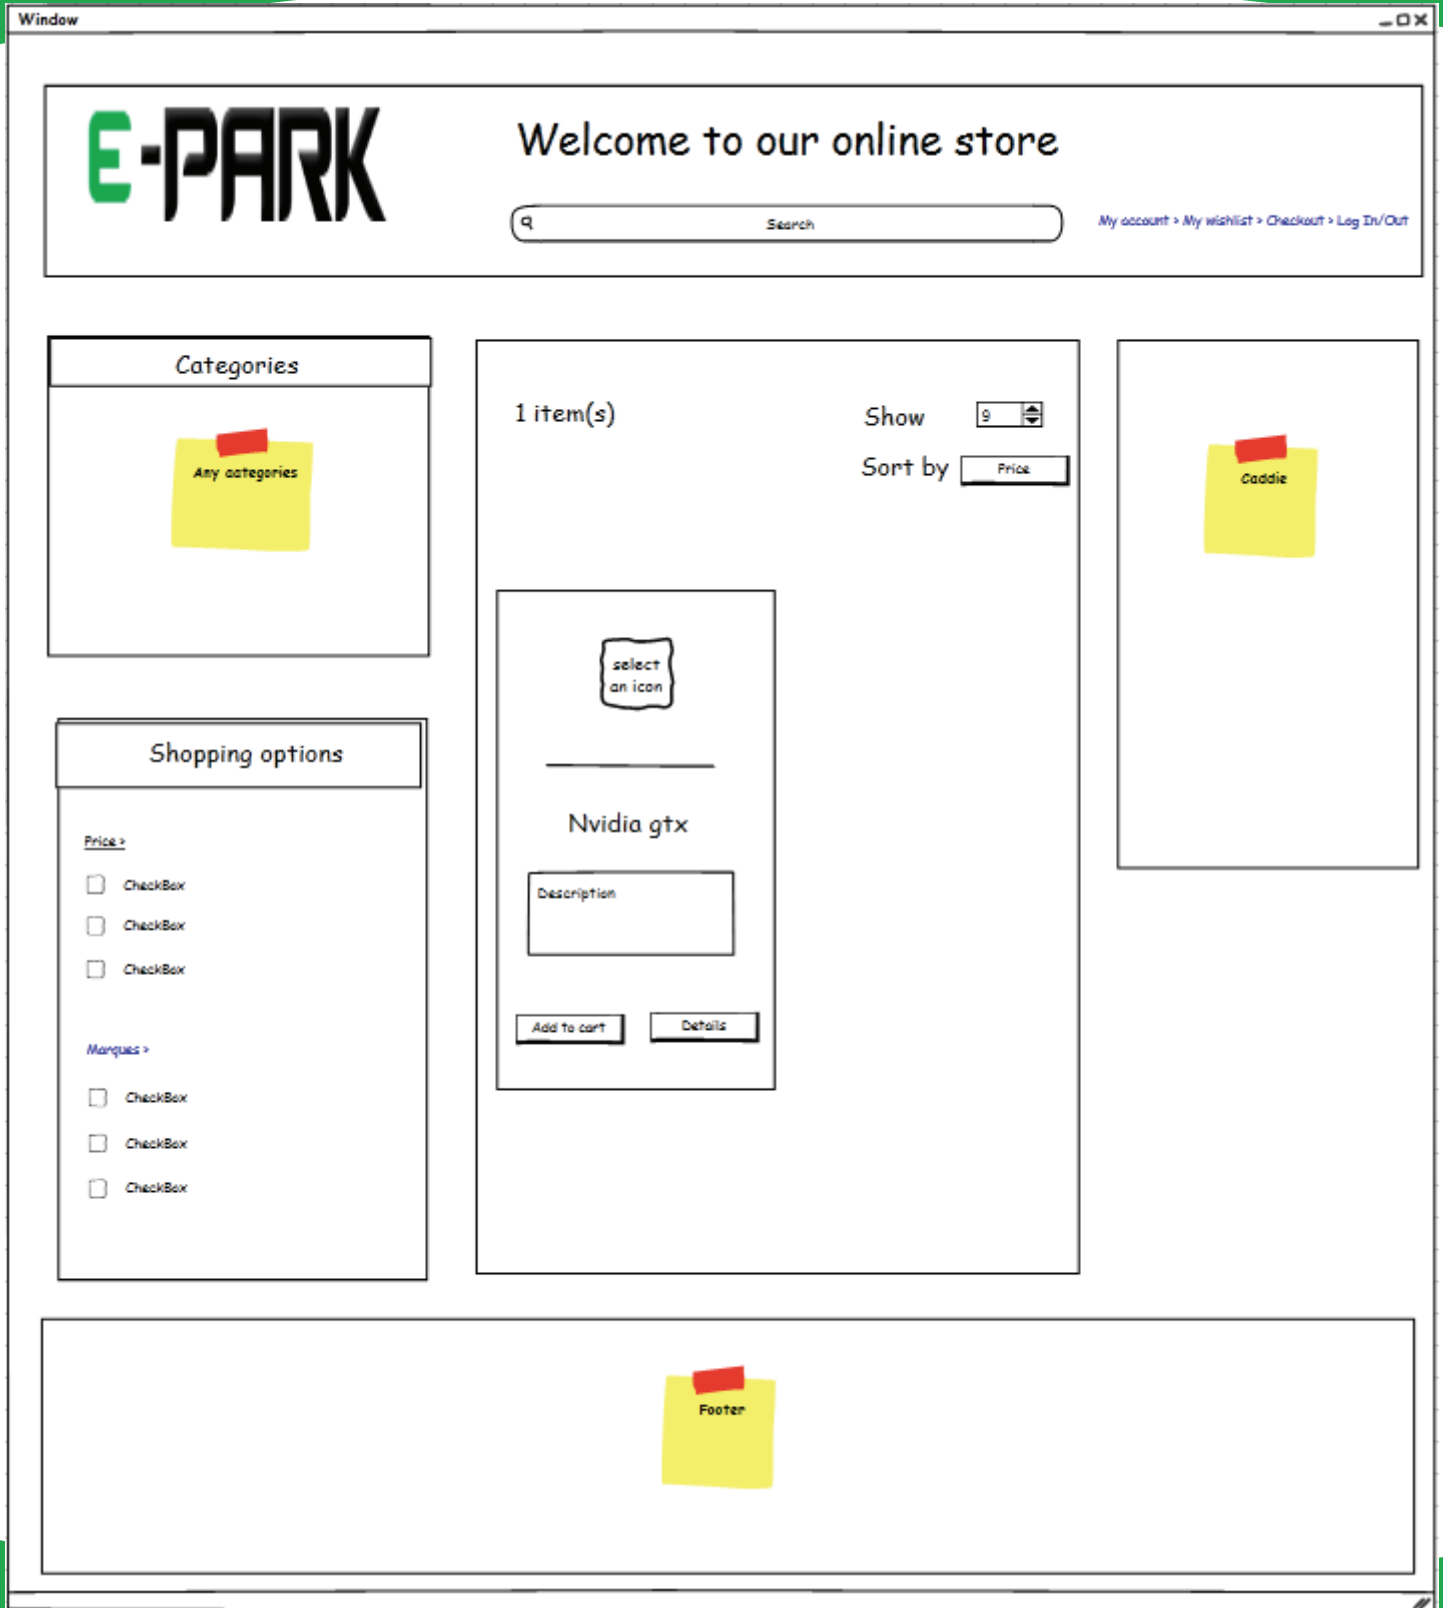 Window
E-PARK
Welcome to our online store
Search
My account > My wishlist > Checkout > Log In/Out
Categories
Any categories
Shopping options
Price >
CheckBox
CheckBox
CheckBox
Marques >
CheckBox
CheckBox
CheckBox
1 item(s)
Show 9
Sort by Price
select
an icon
Nvidia gtx
Description
Add to cart Details
Caddie
Footer